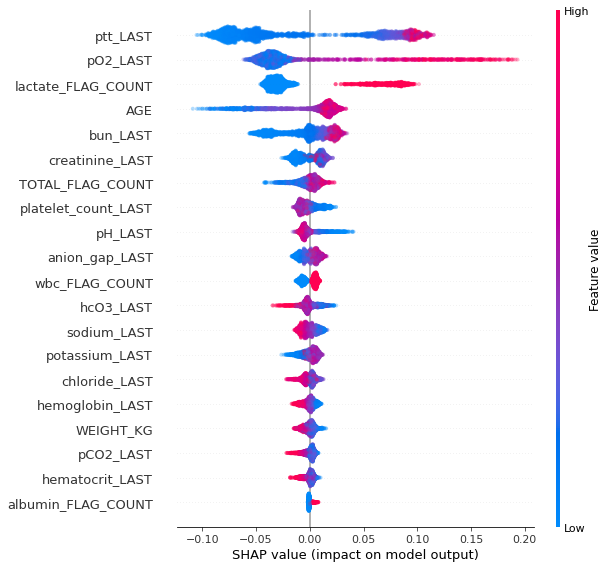 High
ptt_LAST
pO2_LAST
lactate_FLAG_COUNT
AGE
bun_LAST
creatinine_LAST
TOTAL_FLAG_COUNT
platelet_count_LAST
pH_LAST
anion_gap_LAST
wbc_FLAG_COUNT
hcO3_LAST
sodium_LAST
potassium_LAST
chloride_LAST
hemoglobin_LAST
WEIGHT_KG
pCO2_LAST
hematocrit_LAST
albumin_FLAG_COUNT
Feature value
Low
−0.10 −0.05 0.00 0.05 0.10 0.15 0.20
SHAP value (impact on model output)